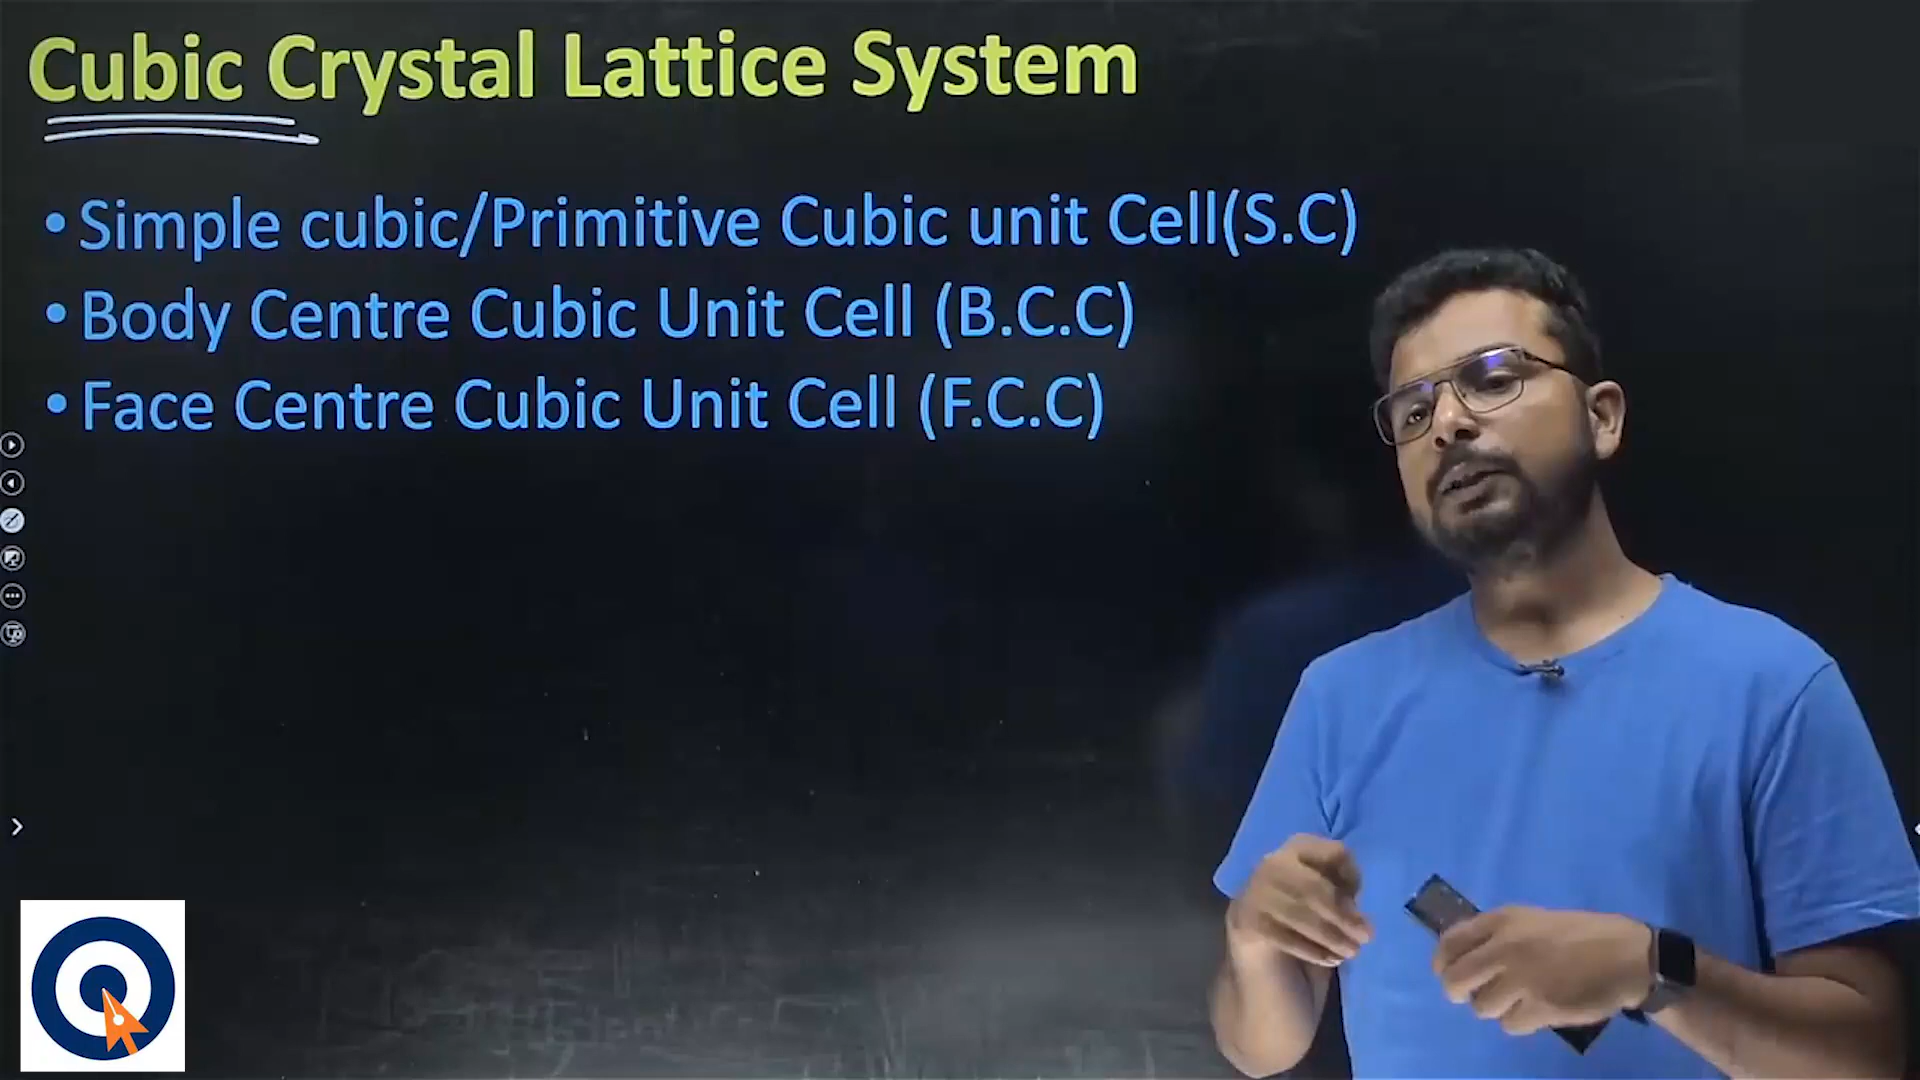 Cubic Crystal Lattice System
• Simple cubic/Primitive Cubic unit Cell(S.C)
• Body Centre Cubic Unit Cell (B.C.C)
• Face Centre Cubic Unit Cell (F.C.C)